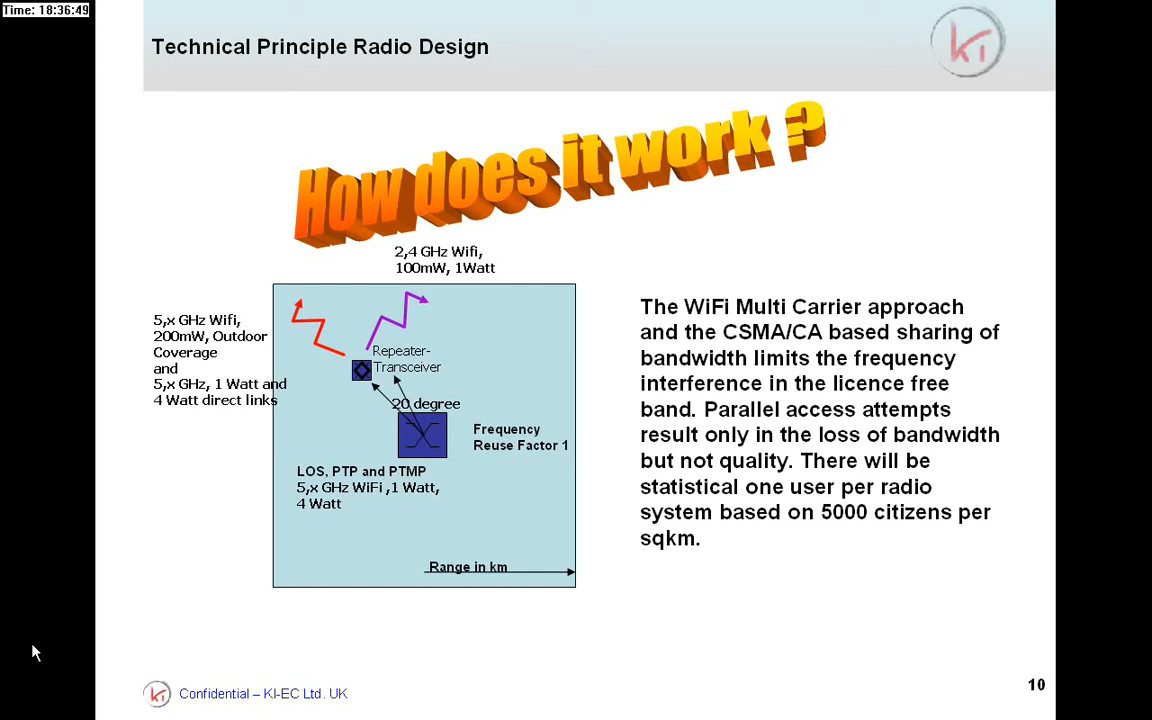 Time: 18:36:49
Technical Principle Radio Design
Ki
How does it work ?
2,4 GHz Wifi,
100mW, 1Watt
5,x GHz Wifi,
200mW, Outdoor
Coverage
and
5,x GHz, 1 Watt and
4 Watt direct links
Repeater-
Transceiver
20 degree
Frequency
Reuse Factor 1
LOS, PTP and PTMP
5,x GHz WiFi ,1 Watt,
4 Watt
Range in km
The WiFi Multi Carrier approach
and the CSMA/CA based sharing of
bandwidth limits the frequency
interference in the licence free
band. Parallel access attempts
result only in the loss of bandwidth
but not quality. There will be
statistical one user per radio
system based on 5000 citizens per
sqkm.
Ki
Confidential – KI-EC Ltd. UK
10